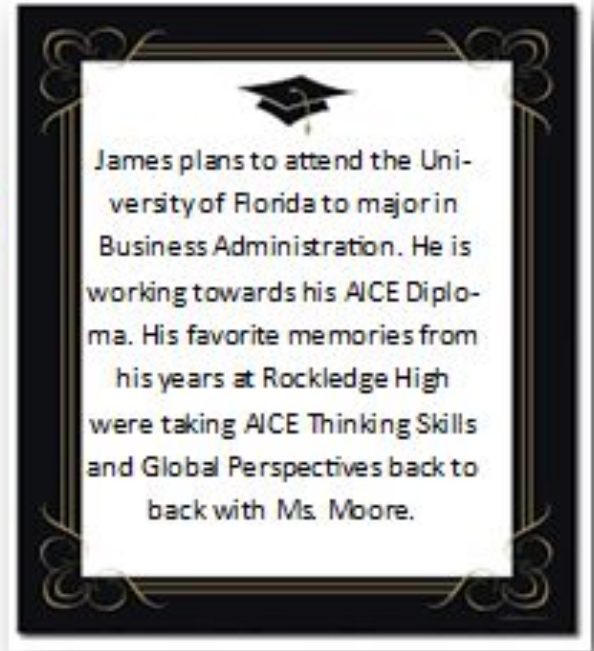 James plans to attend the Uni-
versity of Florida to major in
Business Administration. He is
working towards his AICE Diplo-
ma. His favorite memories from
his years at Rockledge High
were taking AICE Thinking Skills
and Global Perspectives back to
back with Ms. Moore.